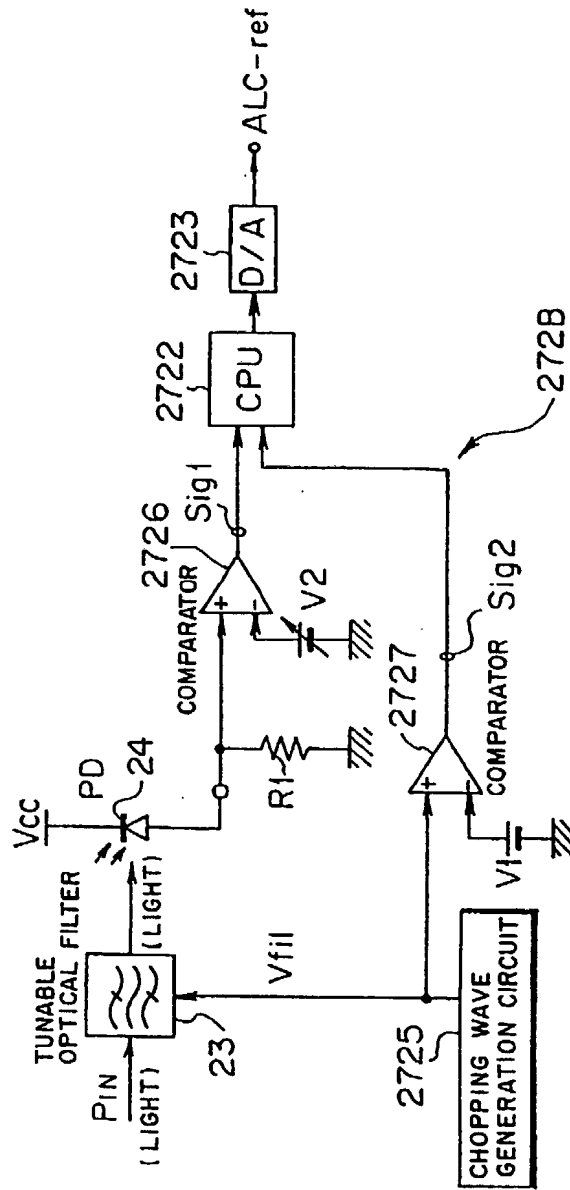 TUNABLE
OPTICAL FILTER
PIN
(LIGHT)
23
(LIGHT)
Vcc
PD
24
Vfil
R1
COMPARATOR
2726
+
-
V2
Sig1
2722
CPU
2723
D/A
ALC-ref
2725
CHOPPING WAVE
GENERATION CIRCUIT
V1
+
-
2727
COMPARATOR
Sig2
272B